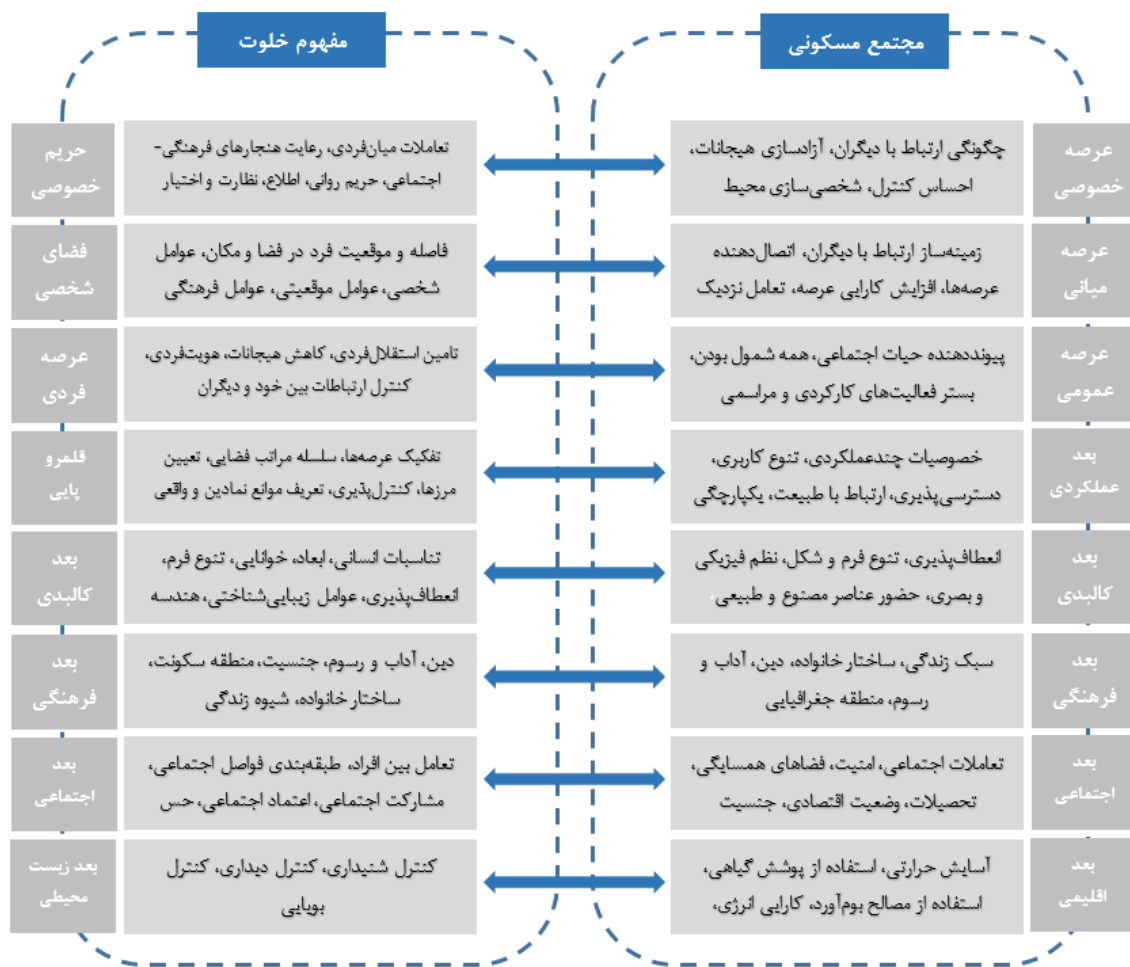 مجتمع مسکونی
مفهوم خلوت
عرصه
خصوصی
چگونگی ارتباط با دیگران، آزادسازی هیجانات،
احساس کنترل، شخصی‌سازی محیط
تعاملات میان‌فردی، رعایت هنجارهای فرهنگی-
اجتماعی، حریم روانی، اطلاع، نظارت و اختیار
حریم
خصوصی
عرصه
میانی
زمینه‌ساز ارتباط با دیگران، اتصال‌دهنده
عرصه‌ها، افزایش کارایی عرصه، تعامل نزدیک
فاصله و موقعیت فرد در فضا و مکان، عوامل
شخصی، عوامل موقعیتی، عوامل فرهنگی
فضای
شخصی
عرصه
عمومی
پیونددهنده حیات اجتماعی، همه شمول بودن،
بستر فعالیت‌های کارکردی و مراسمی
تامین استقلال‌فردی، کاهش هیجانات، هویت‌فردی،
کنترل ارتباطات بین خود و دیگران
عرصه
فردی
بعد
عملکردی
خصوصیات چندعملکردی، تنوع کاربری،
دسترسی‌پذیری، ارتباط با طبیعت، یکپارچگی
تفکیک عرصه‌ها، سلسله مراتب فضایی، تعیین
مرزها، کنترل‌پذیری، تعریف موانع نمادین و واقعی
قلمرو
پایی
بعد
کالبدی
انعطاف‌پذیری، تنوع فرم و شکل، نظم فیزیکی
و بصری، حضور عناصر مصنوع و طبیعی،
تناسبات انسانی، ابعاد، خوانایی، تنوع فرم،
انعطاف‌پذیری، عوامل زیبایی‌شناختی، هندسه
بعد
کالبدی
بعد
فرهنگی
سبک زندگی، ساختار خانواده، دین، آداب و
رسوم، منطقه جغرافیایی
دین، آداب و رسوم، جنسیت، منطقه سکونت،
ساختار خانواده، شیوه زندگی
بعد
فرهنگی
بعد
اجتماعی
تعاملات اجتماعی، امنیت، فضاهای همسایگی،
تحصیلات، وضعیت اقتصادی، جنسیت
تعامل بین افراد، طبقه‌بندی فواصل اجتماعی،
مشارکت اجتماعی، اعتماد اجتماعی، حس
بعد
اجتماعی
بعد
اقلیمی
آسایش حرارتی، استفاده از پوشش گیاهی،
استفاده از مصالح بوم‌آورد، کارایی انرژی،
کنترل شنیداری، کنترل دیداری، کنترل
بویایی
بعد زیست
محیطی